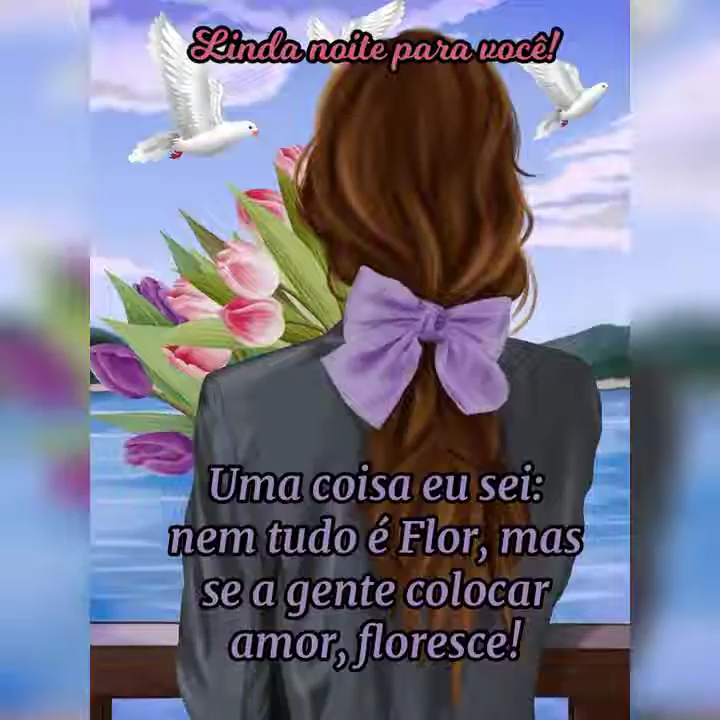 Linda noite para você!
Uma coisa eu sei:
nem tudo é Flor, mas
se a gente colocar
amor, floresce!